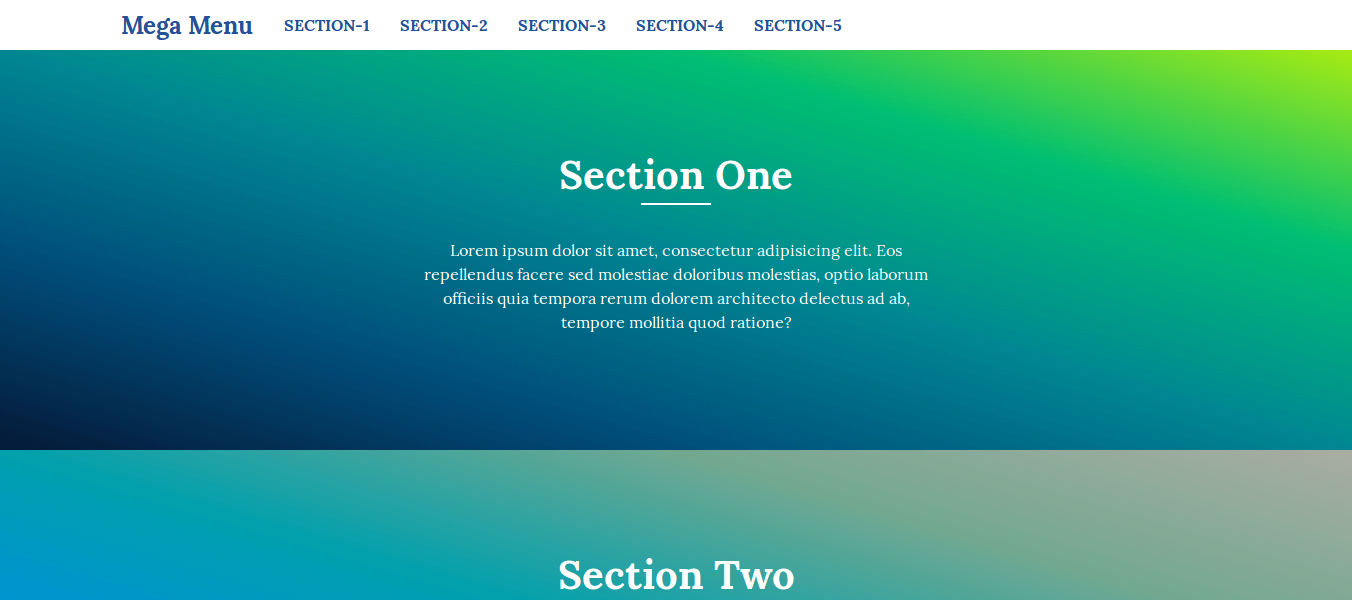 Mega Menu SECTION-1 SECTION-2 SECTION-3 SECTION-4 SECTION-5
Section One
Lorem ipsum dolor sit amet, consectetur adipisicing elit. Eos
repellendus facere sed molestiae doloribus molestias, optio laborum
officiis quia tempora rerum dolorem architecto delectus ad ab,
tempore mollitia quod ratione?
Section Two